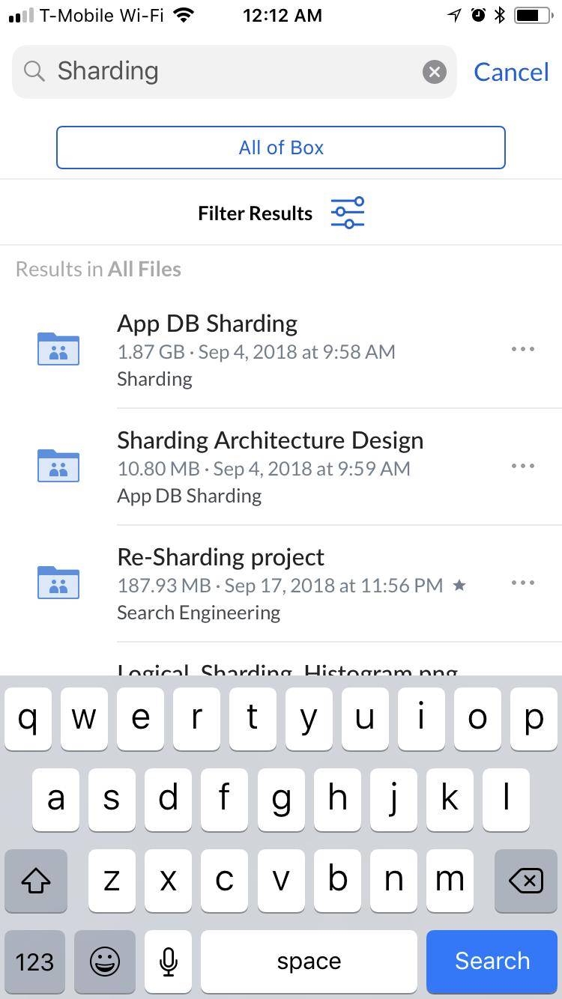 T-Mobile Wi-Fi 12:12 AM
Sharding Cancel
All of Box
Filter Results
Results in All Files
App DB Sharding
1.87 GB · Sep 4, 2018 at 9:58 AM
Sharding
Sharding Architecture Design
10.80 MB · Sep 4, 2018 at 9:59 AM
App DB Sharding
Re-Sharding project
187.93 MB · Sep 17, 2018 at 11:56 PM
Search Engineering
Logical_Sharding_Histogram.png
q w e r t y u i o p
a s d f g h j k l
z x c v b n m
123 space Search